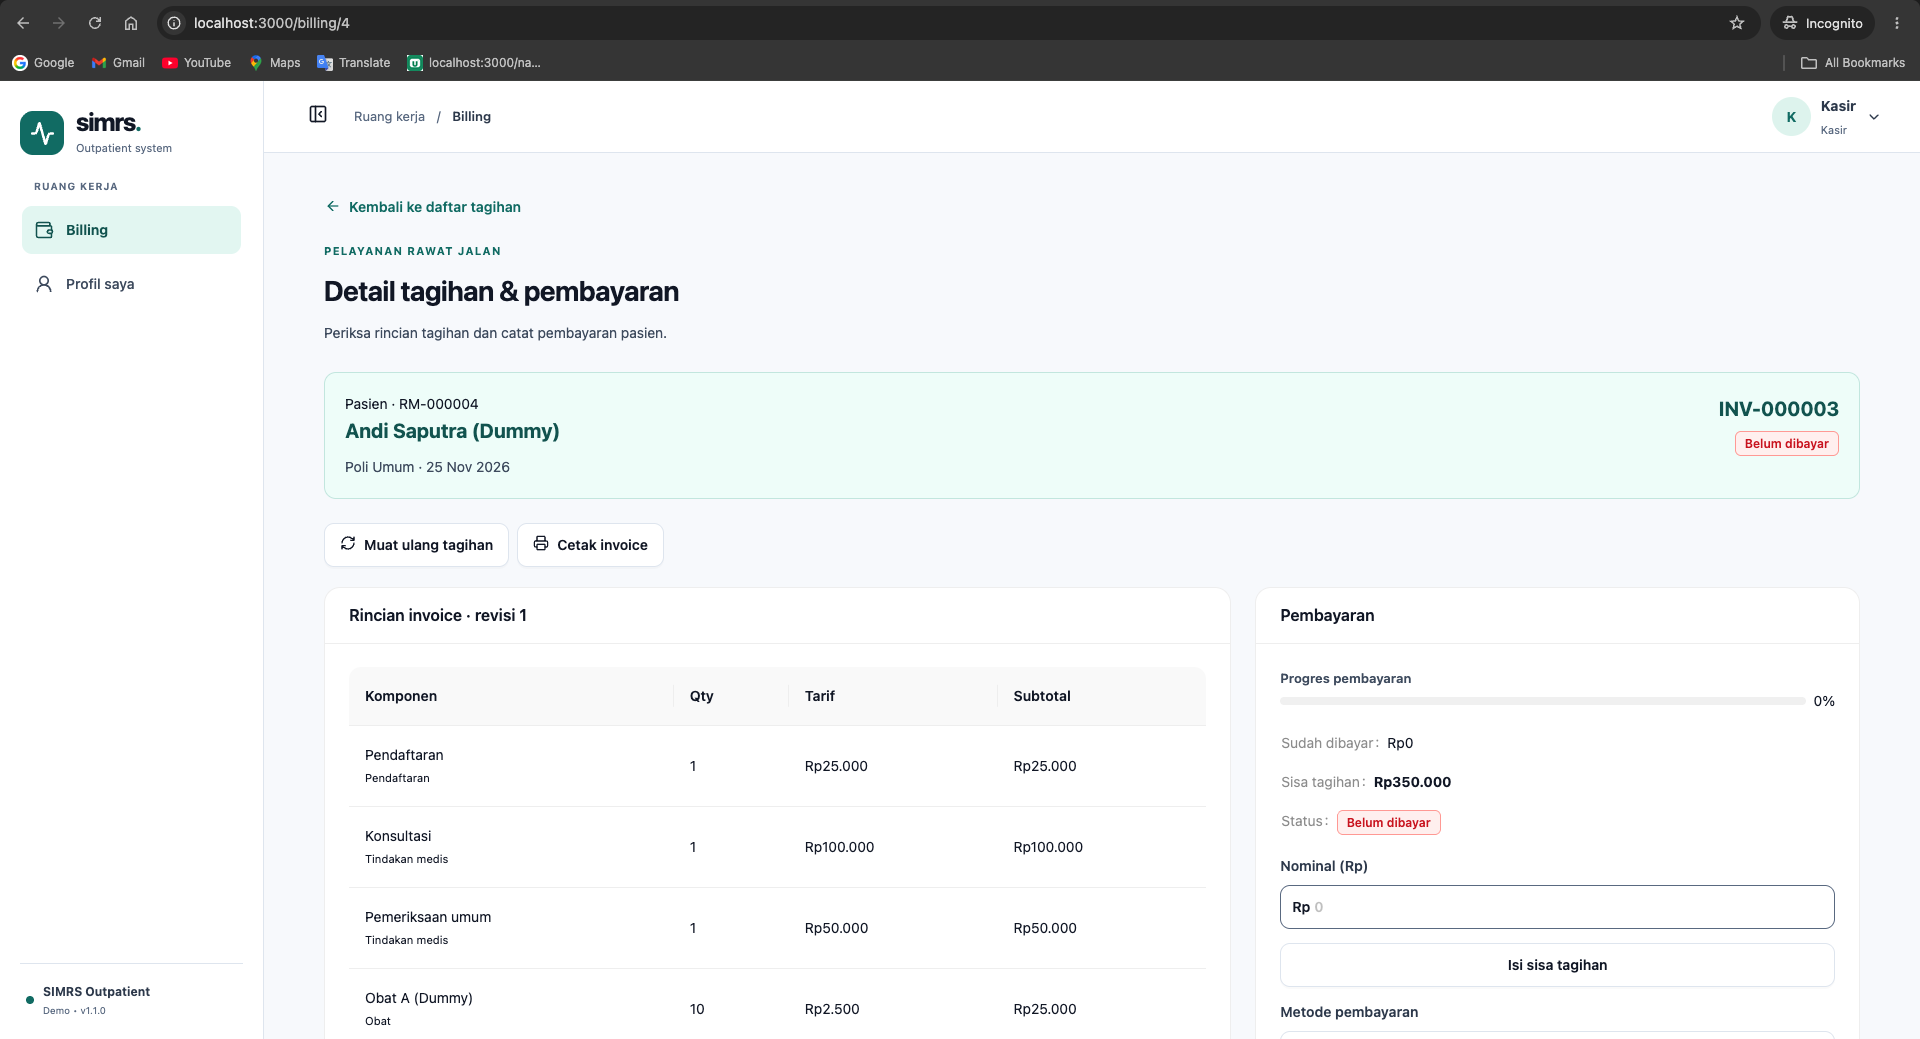 localhost:3000/billing/4
Incognito
Google
Gmail
YouTube
Maps
Translate
localhost:3000/na...
All Bookmarks
simrs.
Outpatient system
RUANG KERJA
Billing
Profil saya
SIMRS Outpatient
Demo • v1.1.0
Ruang kerja / Billing
K
Kasir
Kasir
Kembali ke daftar tagihan
PELAYANAN RAWAT JALAN
Detail tagihan & pembayaran
Periksa rincian tagihan dan catat pembayaran pasien.
Pasien · RM-000004
Andi Saputra (Dummy)
Poli Umum · 25 Nov 2026
INV-000003
Belum dibayar
Muat ulang tagihan
Cetak invoice
Rincian invoice · revisi 1
Komponen Qty Tarif Subtotal
Pendaftaran
Pendaftaran
1 Rp25.000 Rp25.000
Konsultasi
Tindakan medis
1 Rp100.000 Rp100.000
Pemeriksaan umum
Tindakan medis
1 Rp50.000 Rp50.000
Obat A (Dummy)
Obat
10 Rp2.500 Rp25.000
Pembayaran
Progres pembayaran
0%
Sudah dibayar: Rp0
Sisa tagihan: Rp350.000
Status: Belum dibayar
Nominal (Rp)
Rp 0
Isi sisa tagihan
Metode pembayaran